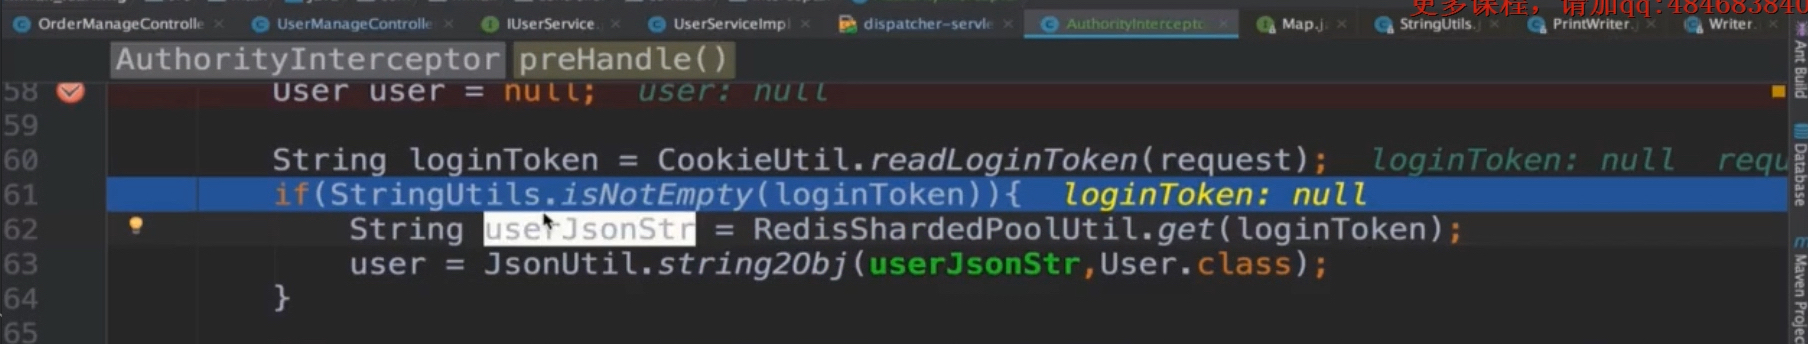 更多课程，请加qq:484683840
OrderManageControlle
UserManageControlle
IUserService.
UserServiceImpl
dispatcher-servle
AuthorityIntercepto
Map.j
StringUtils.j
PrintWriter.j
Writer.
AuthorityInterceptor preHandle()
58 User user = null; user: null
59
60 String loginToken = CookieUtil.readLoginToken(request); loginToken: null requ
61 if(StringUtils.isNotEmpty(loginToken)){ loginToken: null
62 String userJsonStr = RedisShardedPoolUtil.get(loginToken);
63 user = JsonUtil.string2Obj(userJsonStr,User.class);
64 }
65
Ant Build
Database
Maven Projec